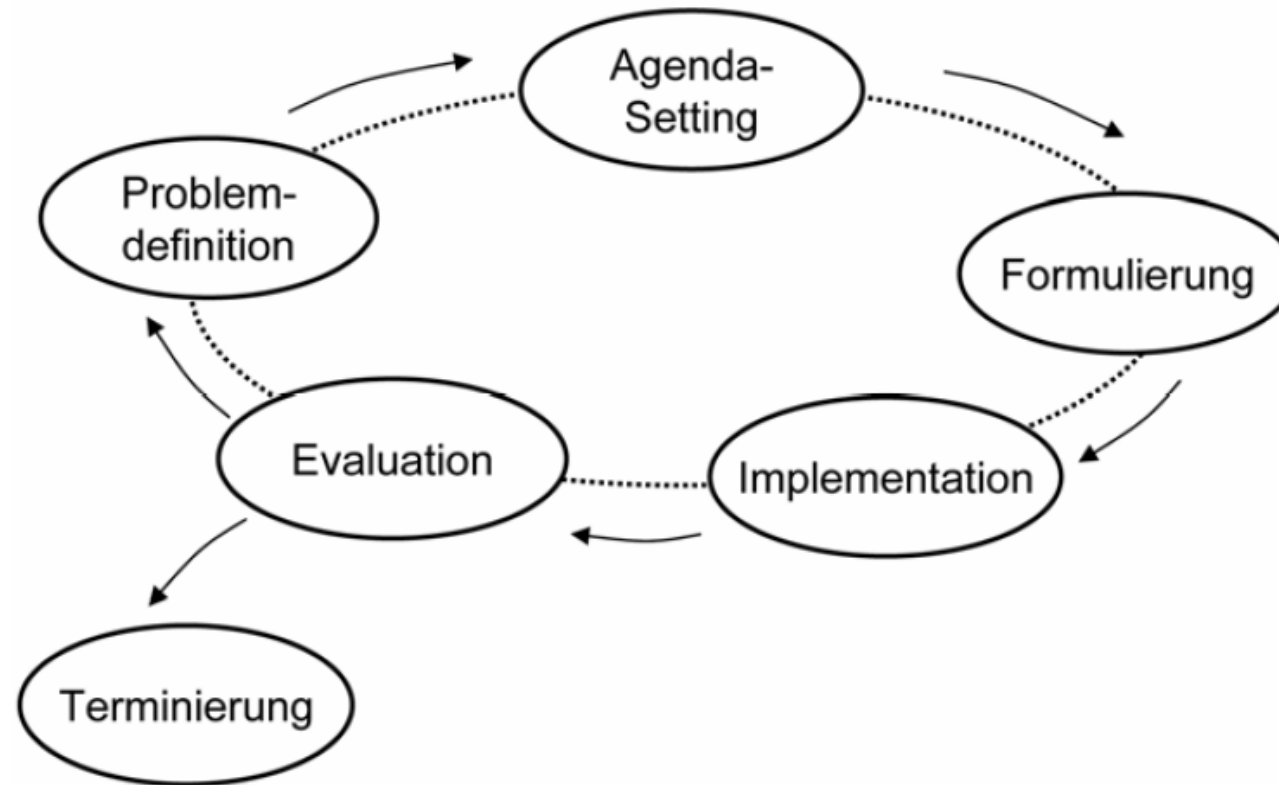 Agenda-
Setting
Problem-
definition
Formulierung
Evaluation
Implementation
Terminierung